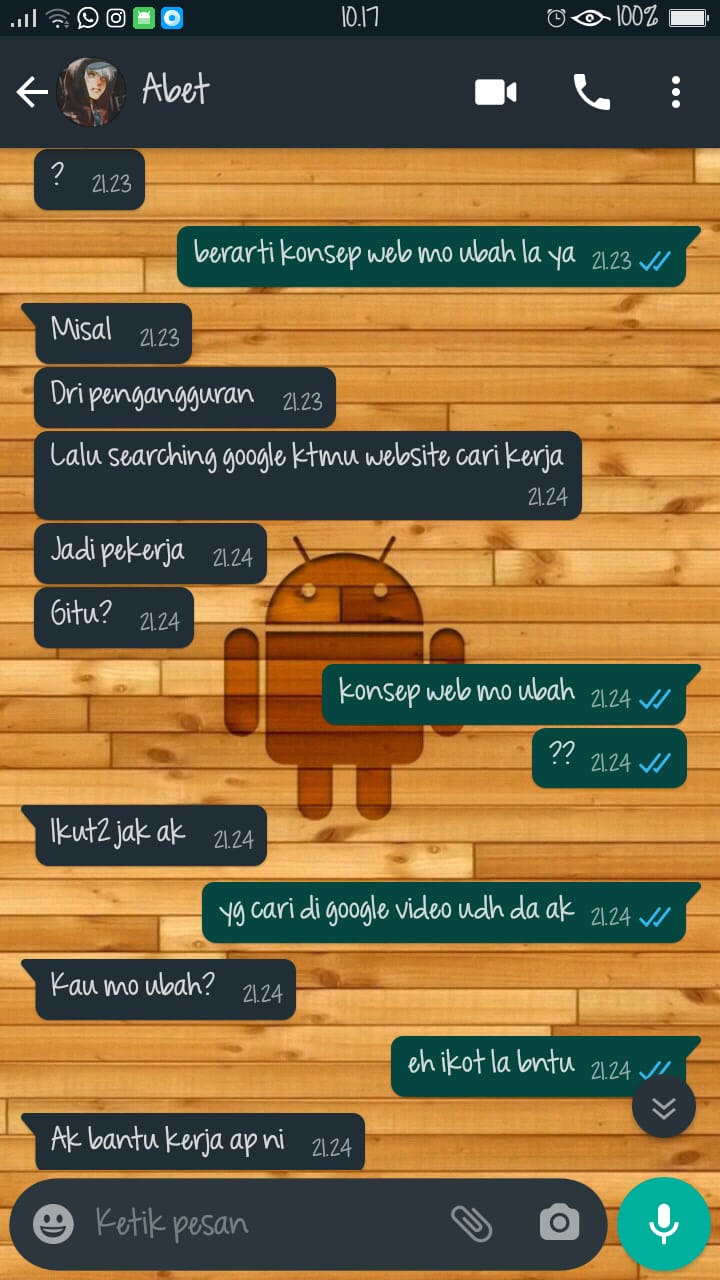 10.17
100%
Abet
?
21.23
berarti konsep web mo ubah la ya
21.23
Misal
21.23
Dri pengangguran
21.23
Lalu searching google ktmu website cari kerja
21.24
Jadi pekerja
21.24
Gitu?
21.24
konsep web mo ubah
21.24
??
21.24
Ikut2 jak ak
21.24
yg cari di google video udh da ak
21.24
Kau mo ubah?
21.24
eh ikot la bntu
21.24
Ak bantu kerja ap ni
21.24
Ketik pesan